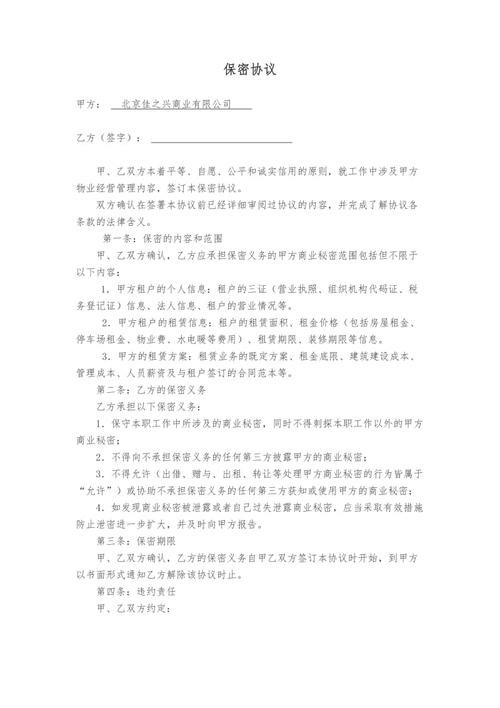 保密协议
甲方： 北京佳之兴商业有限公司
乙方（签字）：
甲、乙双方本着平等、自愿、公平和诚实信用的原则，就工作中涉及甲方
物业经营管理内容，签订本保密协议。
双方确认在签署本协议前已经详细审阅过协议的内容，并完成了解协议各
条款的法律含义。
第一条：保密的内容和范围
甲、乙双方确认，乙方应承担保密义务的甲方商业秘密范围包括但不限于
以下内容：
1．甲方租户的个人信息：租户的三证（营业执照、组织机构代码证、税
务登记证）信息、法人信息、租户的营业情况等。
2．甲方租户的租赁信息：租户的租赁面积、租金价格（包括房屋租金、
停车场租金、物业费、水电暖等费用）、租赁期限、装修期限等信息。
3．甲方的租赁方案：租赁业务的既定方案、租金底限、建筑建设成本、
管理成本、人员薪资及与租户签订的合同范本等。
第二条：乙方的保密义务
乙方承担以下保密义务：
1．保守本职工作中所涉及的商业秘密，同时不得刺探本职工作以外的甲方
商业秘密；
2．不得向不承担保密义务的任何第三方披露甲方的商业秘密；
3．不得允许（出借、赠与、出租、转让等处理甲方商业秘密的行为皆属于
“允许”）或协助不承担保密义务的任何第三方获知或使用甲方的商业秘密；
4．如发现商业秘密被泄露或者自己过失泄露商业秘密，应当采取有效措施
防止泄密进一步扩大，并及时向甲方报告。
第三条：保密期限
甲、乙双方确认，乙方的保密义务自甲乙双方签订本协议时开始，到甲方
以书面形式通知乙方解除该协议时止。
第四条：违约责任
甲、乙双方约定：